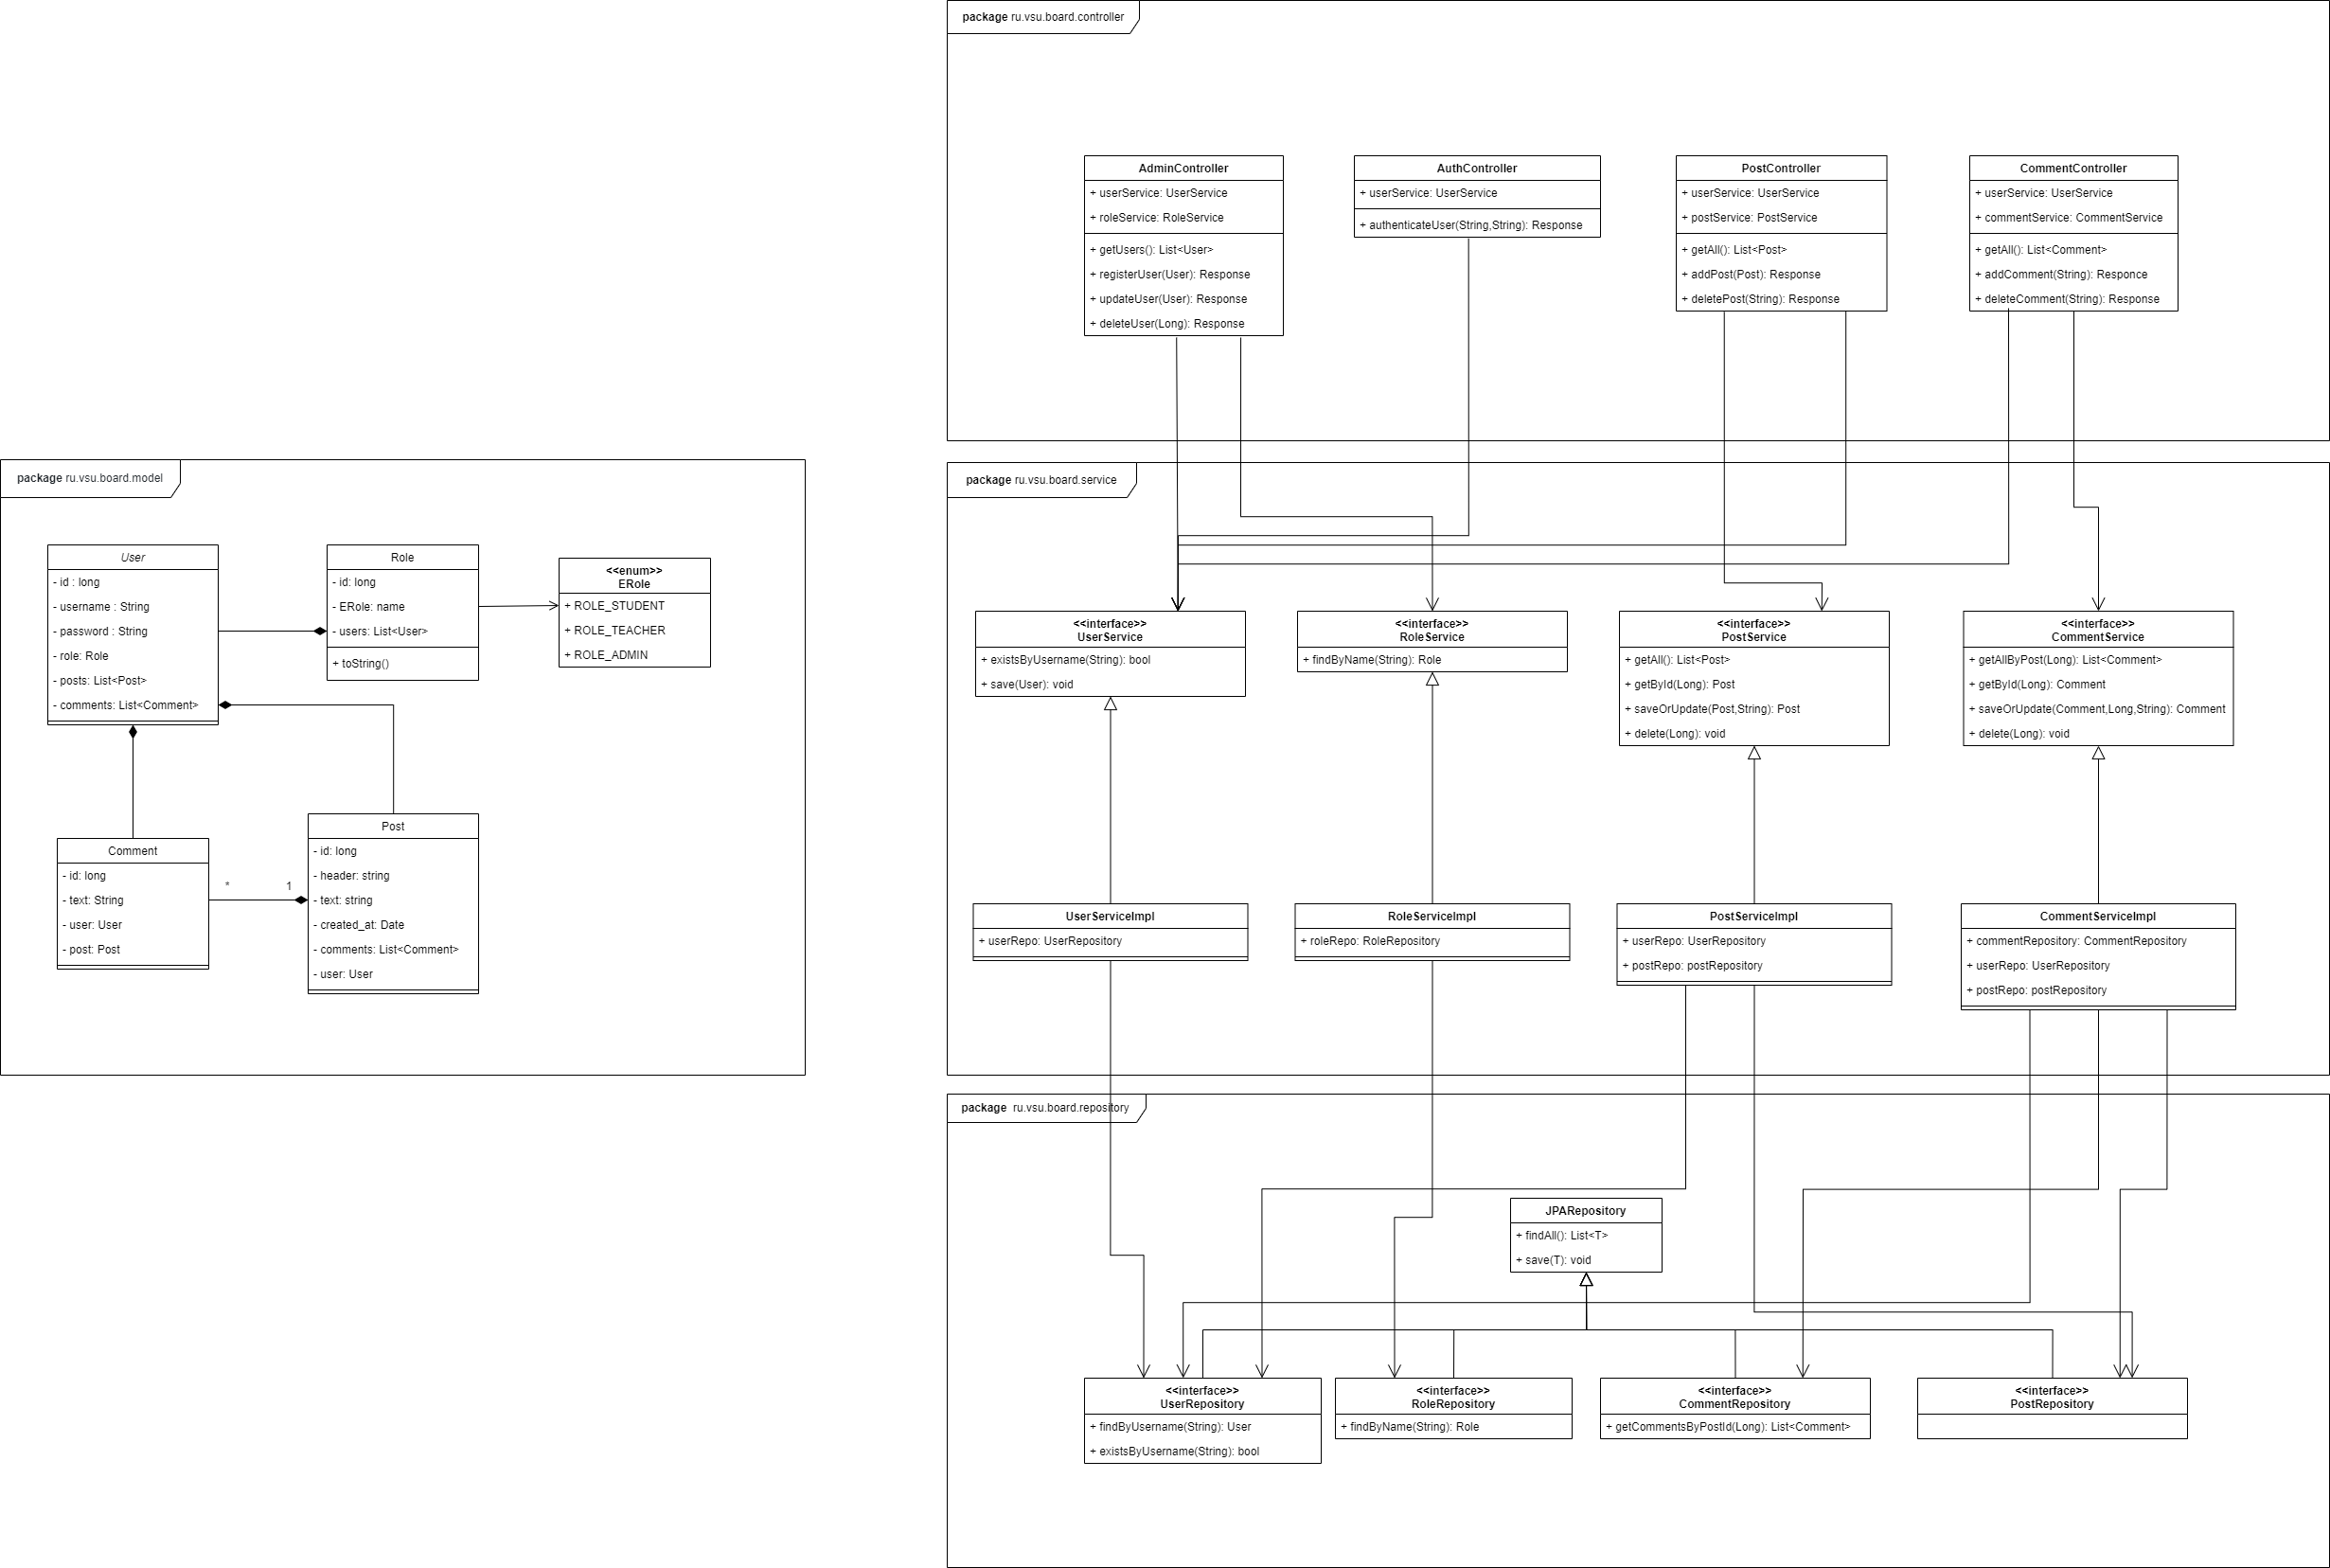 package ru.vsu.board.controller
AdminController
+ userService: UserService
+ roleService: RoleService
+ getUsers(): List<User>
+ registerUser(User): Response
+ updateUser(User): Response
+ deleteUser(Long): Response
AuthController
+ userService: UserService
+ authenticateUser(String,String): Response
PostController
+ userService: UserService
+ postService: PostService
+ getAll(): List<Post>
+ addPost(Post): Response
+ deletePost(String): Response
CommentController
+ userService: UserService
+ commentService: CommentService
+ getAll(): List<Comment>
+ addComment(String): Responce
+ deleteComment(String): Response
package ru.vsu.board.model
User
- id : long
- username : String
- password : String
- role: Role
- posts: List<Post>
- comments: List<Comment>
Role
- id: long
- ERole: name
- users: List<User>
+ toString()
<<enum>>
ERole
+ ROLE_STUDENT
+ ROLE_TEACHER
+ ROLE_ADMIN
Comment
- id: long
- text: String
- user: User
- post: Post
*
1
Post
- id: long
- header: string
- text: string
- created_at: Date
- comments: List<Comment>
- user: User
package ru.vsu.board.service
<<interface>>
UserService
+ existsByUsername(String): bool
+ save(User): void
<<interface>>
RoleService
+ findByName(String): Role
<<interface>>
PostService
+ getAll(): List<Post>
+ getById(Long): Post
+ saveOrUpdate(Post,String): Post
+ delete(Long): void
<<interface>>
CommentService
+ getAllByPost(Long): List<Comment>
+ getById(Long): Comment
+ saveOrUpdate(Comment,Long,String): Comment
+ delete(Long): void
UserServiceImpl
+ userRepo: UserRepository
RoleServiceImpl
+ roleRepo: RoleRepository
PostServiceImpl
+ userRepo: UserRepository
+ postRepo: postRepository
CommentServiceImpl
+ commentRepository: CommentRepository
+ userRepo: UserRepository
+ postRepo: postRepository
package ru.vsu.board.repository
JPARepository
+ findAll(): List<T>
+ save(T): void
<<interface>>
UserRepository
+ findByUsername(String): User
+ existsByUsername(String): bool
<<interface>>
RoleRepository
+ findByName(String): Role
<<interface>>
CommentRepository
+ getCommentsByPostId(Long): List<Comment>
<<interface>>
PostRepository